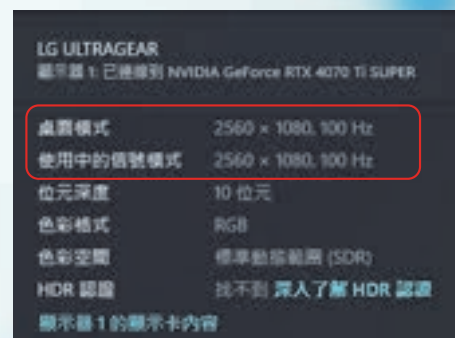 LG ULTRAGEAR
顯示器 1: 已連線到 NVIDIA GeForce RTX 4070 Ti SUPER
桌面模式 2560 × 1080, 100 Hz
使用中的信號模式 2560 × 1080, 100 Hz
位元深度 10 位元
色彩格式 RGB
色彩空間 標準動態範圍 (SDR)
HDR 認證 找不到 深入了解 HDR 認證
顯示器 1 的顯示卡內容